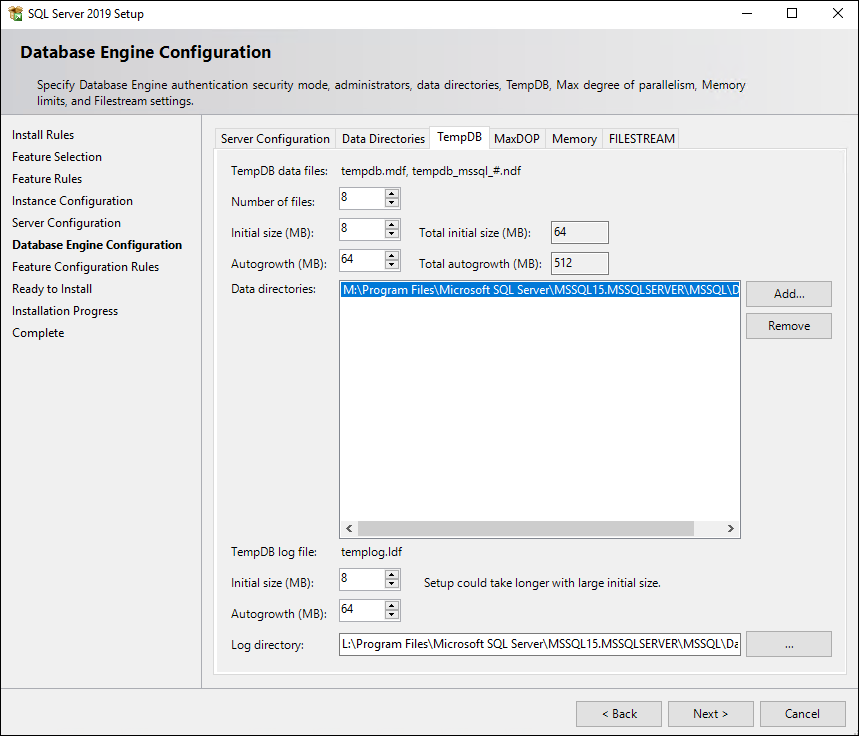 SQL Server 2019 Setup
Database Engine Configuration
Specify Database Engine authentication security mode, administrators, data directories, TempDB, Max degree of parallelism, Memory
limits, and Filestream settings.
Install Rules
Feature Selection
Feature Rules
Instance Configuration
Server Configuration
Database Engine Configuration
Feature Configuration Rules
Ready to Install
Installation Progress
Complete
Server Configuration Data Directories TempDB MaxDOP Memory FILESTREAM
TempDB data files: tempdb.mdf, tempdb_mssql_#.ndf
Number of files: 8
Initial size (MB): 8 Total initial size (MB): 64
Autogrowth (MB): 64 Total autogrowth (MB): 512
Data directories: M:\Program Files\Microsoft SQL Server\MSSQL15.MSSQLSERVER\MSSQL\D Add...
Remove
TempDB log file: templog.ldf
Initial size (MB): 8 Setup could take longer with large initial size.
Autogrowth (MB): 64
Log directory: L:\Program Files\Microsoft SQL Server\MSSQL15.MSSQLSERVER\MSSQL\Da ...
< Back Next > Cancel